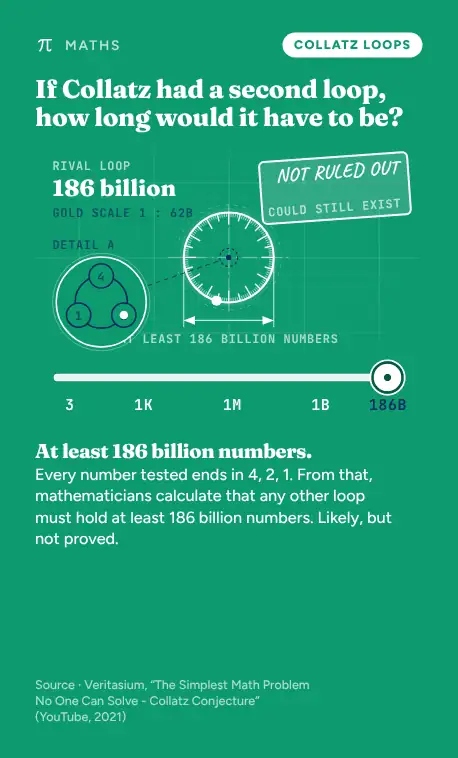 π MATHS
COLLATZ LOOPS
If Collatz had a second loop,
how long would it have to be?
RIVAL LOOP
186 billion
GOLD SCALE 1 : 62B
NOT RULED OUT
COULD STILL EXIST
DETAIL A
4
1
LEAST 186 BILLION NUMBERS
3 1K 1M 1B 186B
At least 186 billion numbers.
Every number tested ends in 4, 2, 1. From that,
mathematicians calculate that any other loop
must hold at least 186 billion numbers. Likely, but
not proved.
Source · Veritasium, “The Simplest Math Problem
No One Can Solve - Collatz Conjecture”
(YouTube, 2021)